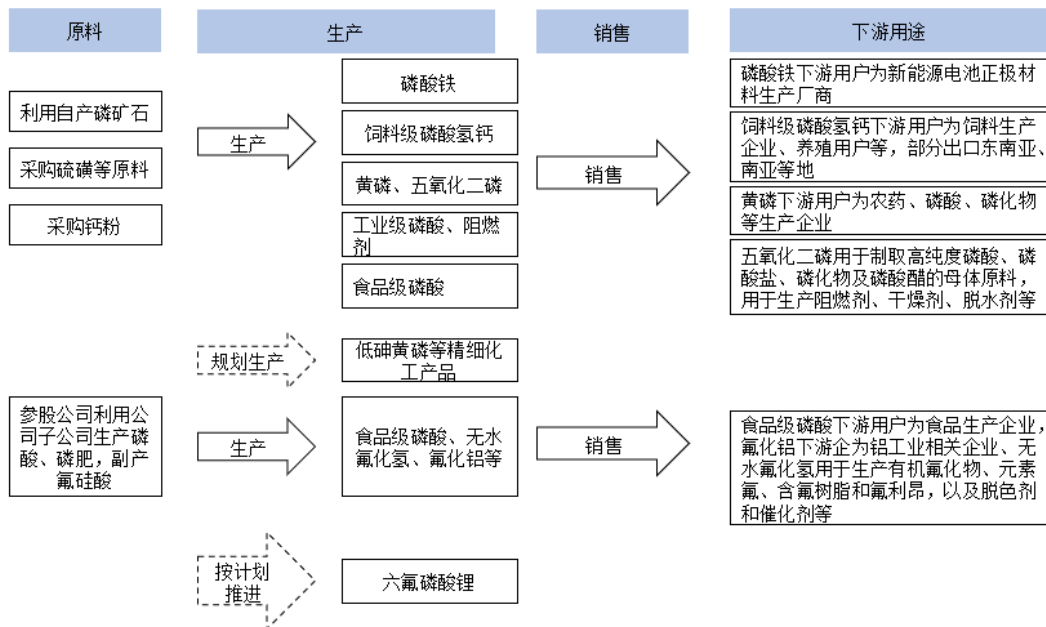 原料
生产
销售
下游用途
利用自产磷矿石
采购硫磺等原料
采购钙粉
生产
磷酸铁
饲料级磷酸氢钙
黄磷、五氧化二磷
工业级磷酸、阻燃
剂
食品级磷酸
销售
磷酸铁下游用户为新能源电池正极材
料生产厂商
饲料级磷酸氢钙下游用户为饲料生产
企业、养殖用户等，部分出口东南亚、
南亚等地
黄磷下游用户为农药、磷酸、磷化物
等生产企业
五氧化二磷用于制取高纯度磷酸、磷
酸盐、磷化物及磷酸醋的母体原料，
用于生产阻燃剂、干燥剂、脱水剂等
规划生产
低砷黄磷等精细化
工产品
参股公司利用公
司子公司生产磷
酸、磷肥，副产
氟硅酸
生产
食品级磷酸、无水
氟化氢、氟化铝等
销售
食品级磷酸下游用户为食品生产企业，
氟化铝下游企为铝工业相关企业、无
水氟化氢用于生产有机氟化物、元素
氟、含氟树脂和氟利昂，以及脱色剂
和催化剂等
按计划
推进
六氟磷酸锂